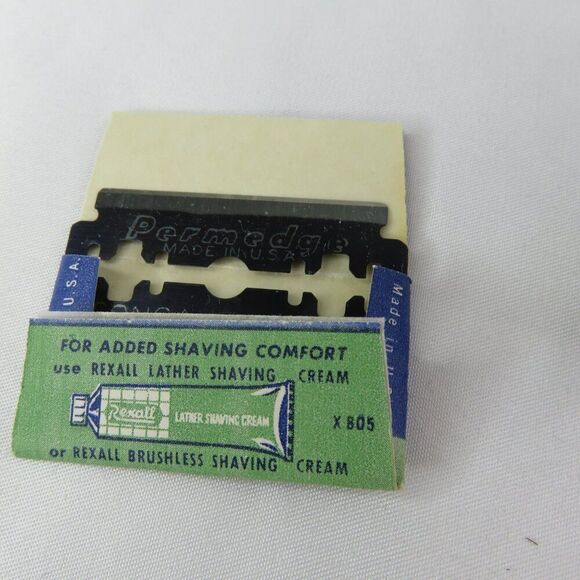 Permedge
MADE IN U.S.A.
U.S.A.
Made in U
FOR ADDED SHAVING COMFORT
use REXALL LATHER SHAVING CREAM
Rexall
LATHER SHAVING CREAM
X 805
or REXALL BRUSHLESS SHAVING CREAM